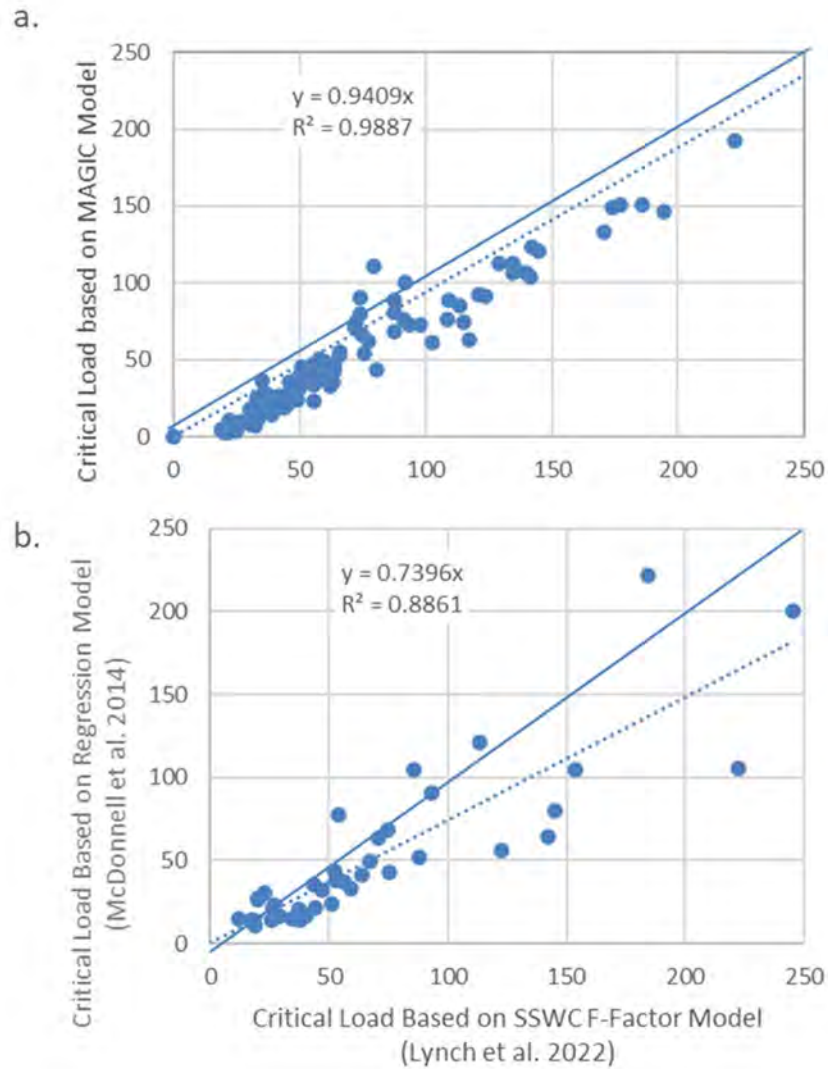 a.
Critical Load based on MAGIC Model
250
200
150
100
50
0
y = 0.9409x
R² = 0.9887
0 50 100 150 200 250
b.
Critical Load Based on Regression Model
(McDonnell et al. 2014)
250
200
150
100
50
0
y = 0.7396x
R² = 0.8861
0 50 100 150 200 250
Critical Load Based on SSWC F-Factor Model
(Lynch et al. 2022)